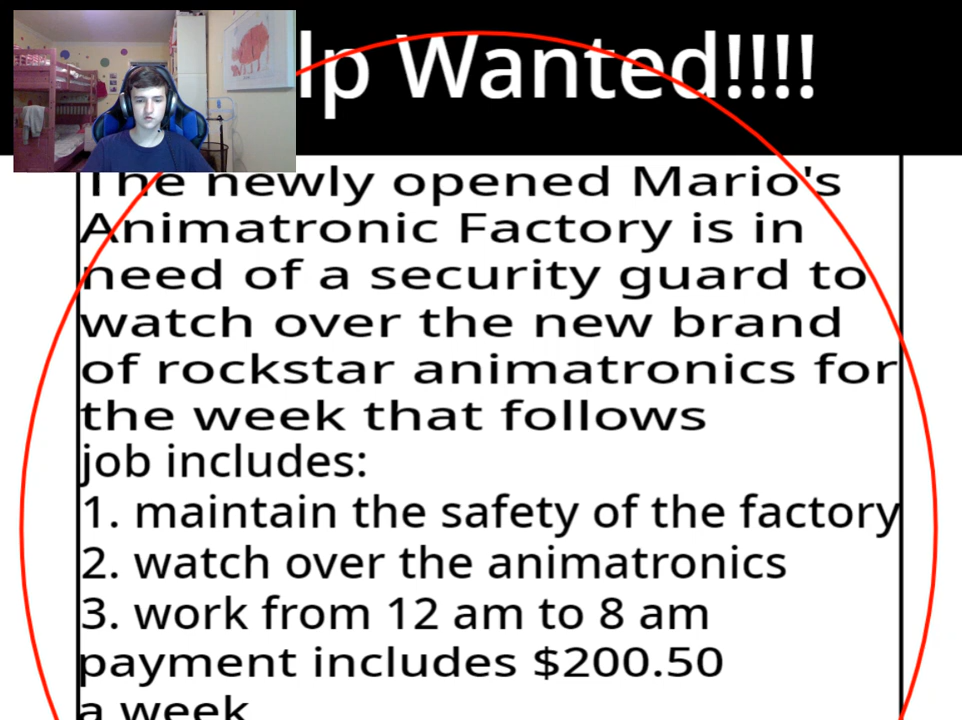 lp Wanted!!!!
The newly opened Mario's
Animatronic Factory is in
need of a security guard to
watch over the new brand
of rockstar animatronics for
the week that follows
job includes:
1. maintain the safety of the factory
2. watch over the animatronics
3. work from 12 am to 8 am
payment includes $200.50
a week